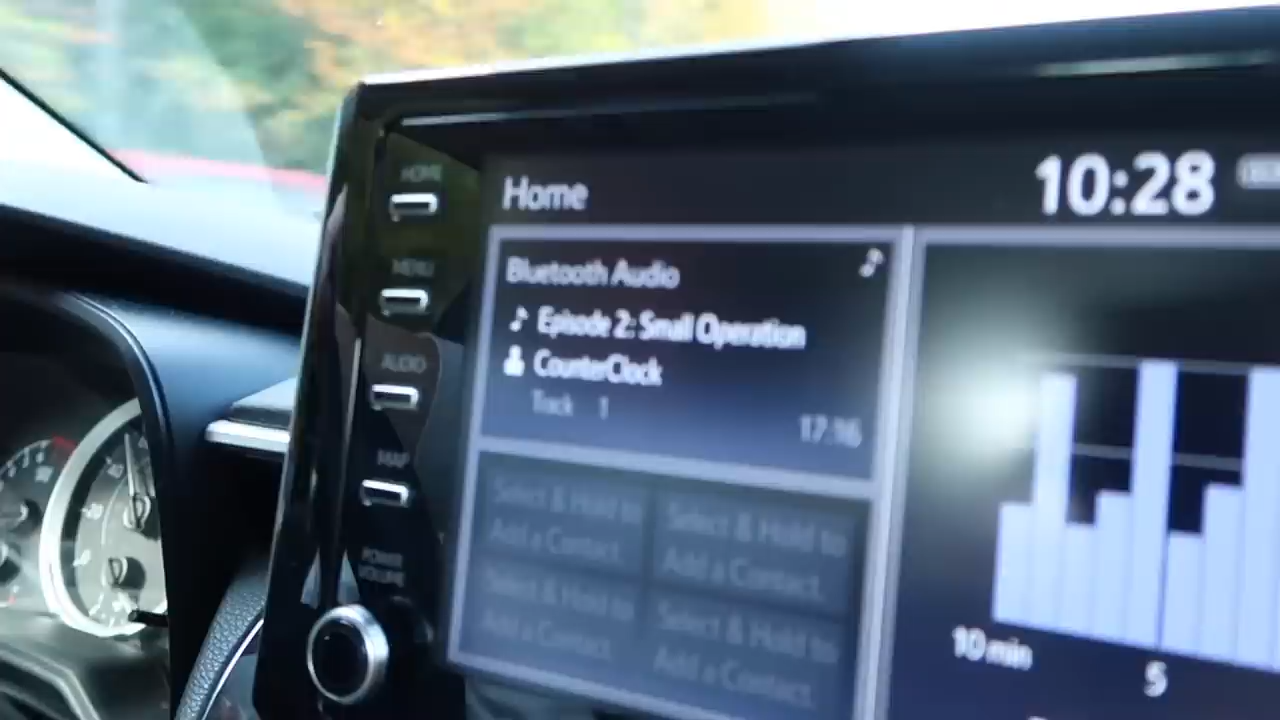 HOME
MENU
AUDIO
MAP
POWER
VOLUME
Home
10:28
Bluetooth Audio
Episode 2: Small Operation
CounterClock
Track 1
17:16
Select & Hold to
Add a Contact.
Select & Hold to
Add a Contact.
Select & Hold to
Add a Contact.
Select & Hold to
Add a Contact.
10 min
5